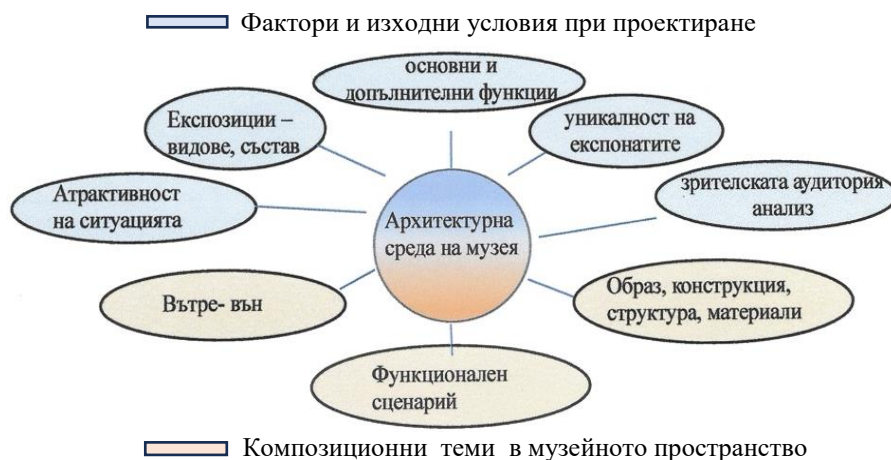 Фактори и изходни условия при проектиране
основни и
допълнителни функции
Експозиции –
видове, състав
уникалност на
експонатите
Атрактивност
на ситуацията
зрителската аудитория
анализ
Архитектурна
среда на музея
Вътре- вън
Образ, конструкция,
структура, материали
Функционален
сценарий
Композиционни теми в музейното пространство